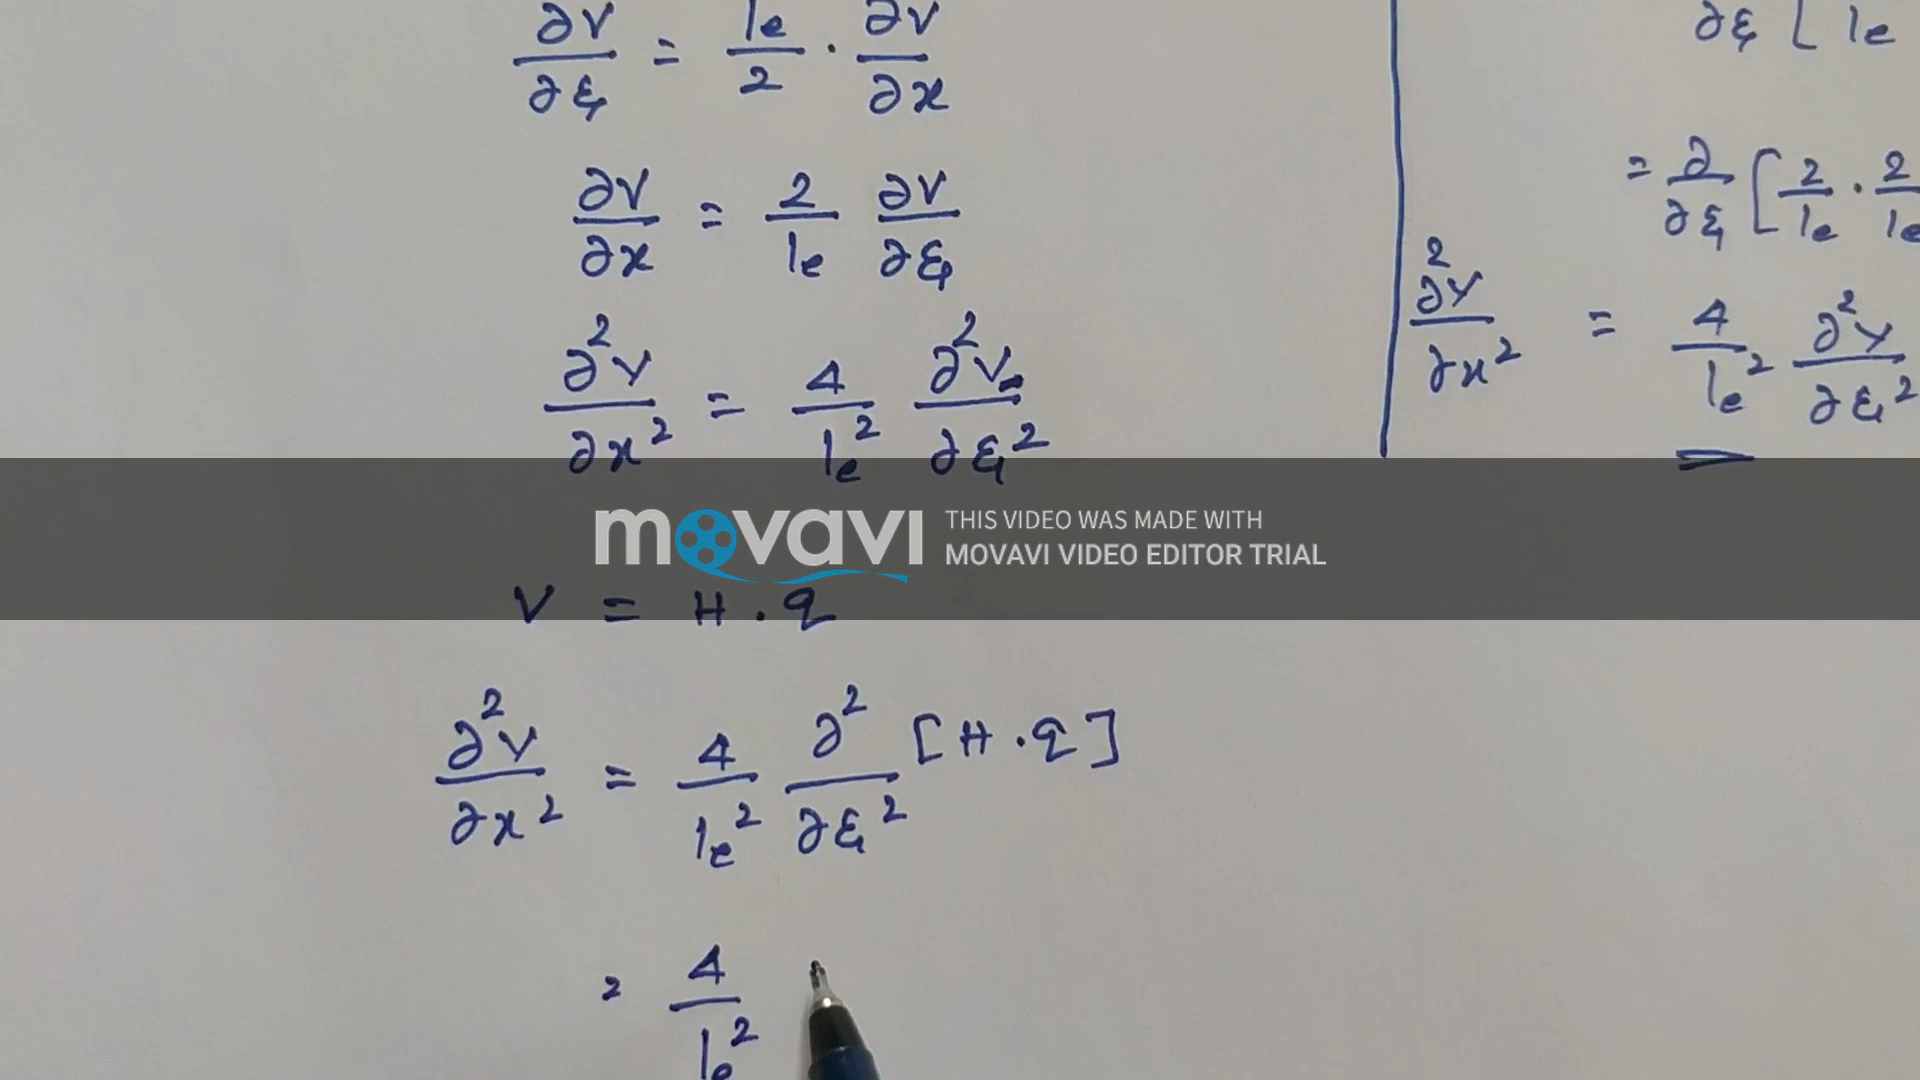 ∂v/∂ξ = le/2 · ∂v/∂x
∂v/∂x = 2/le ∂v/∂ξ
∂²v/∂x² = 4/le² ∂²v/∂ξ²
movavi THIS VIDEO WAS MADE WITH
MOVAVI VIDEO EDITOR TRIAL
v = H · q
∂²v/∂x² = 4/le² ∂²/∂ξ² [H · q]
= 4/le²
∂ξ [ le
= ∂/∂ξ [ 2/le · 2/le
∂²v/∂x² = 4/le² ∂²v/∂ξ²